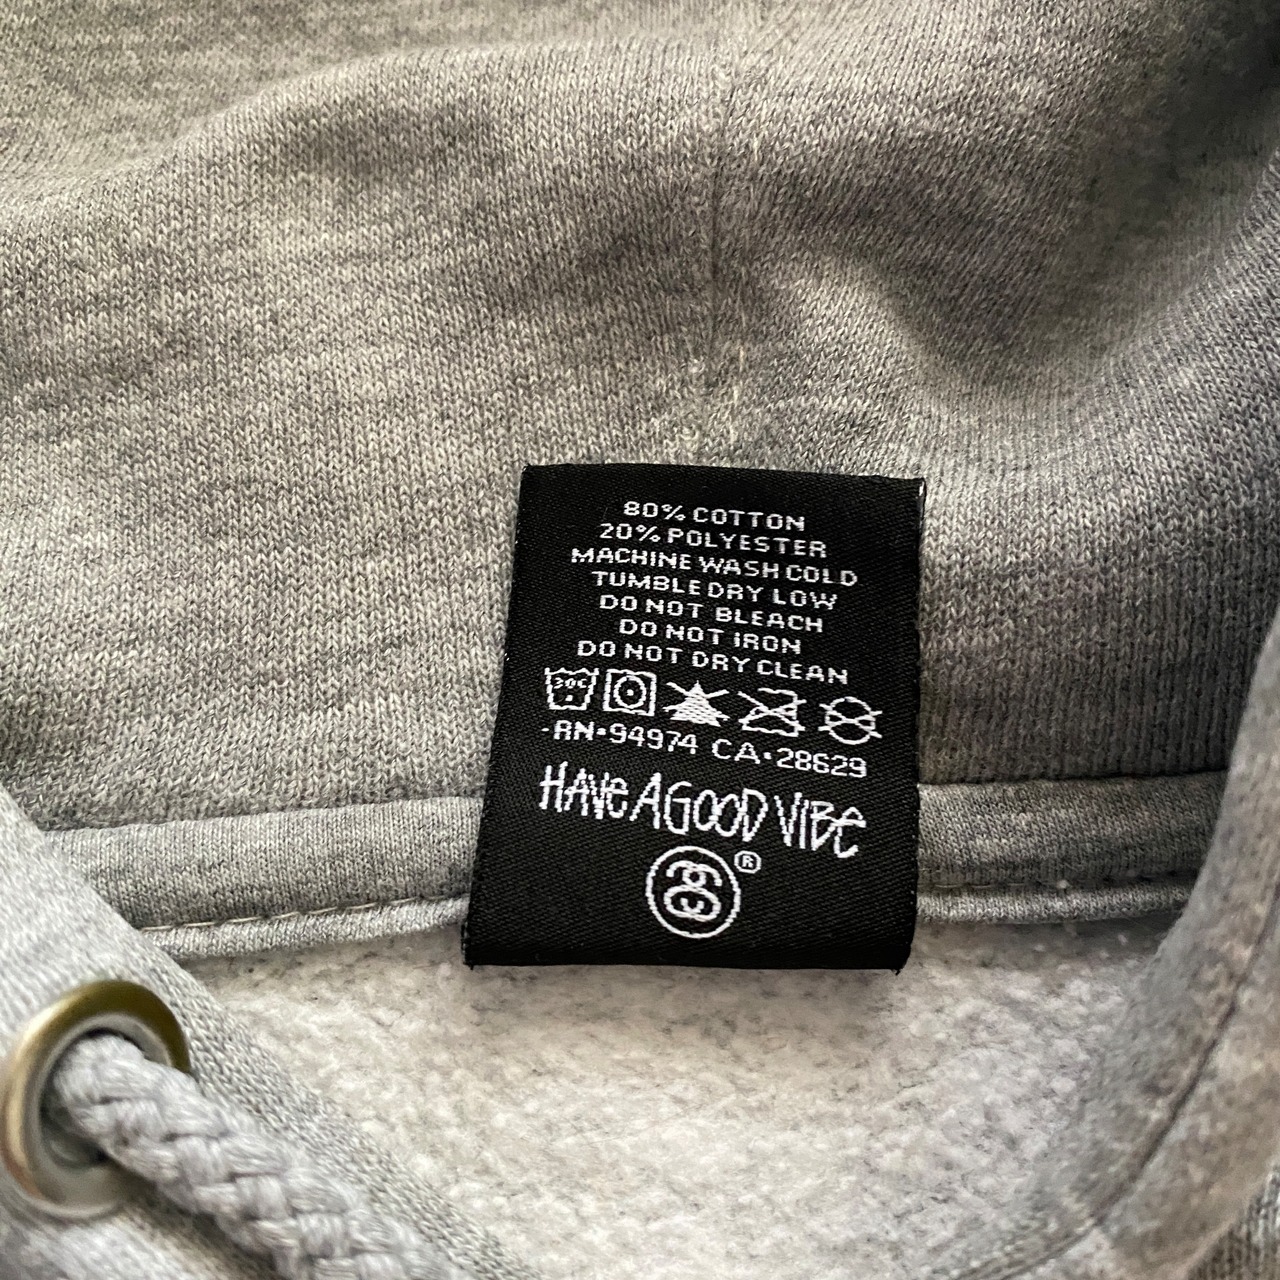 80% COTTON
20% POLYESTER
MACHINE WASH COLD
TUMBLE DRY LOW
DO NOT BLEACH
DO NOT IRON
DO NOT DRY CLEAN
30C
-RN•94974 CA•28629
HAVE A GOOD VIBE
®